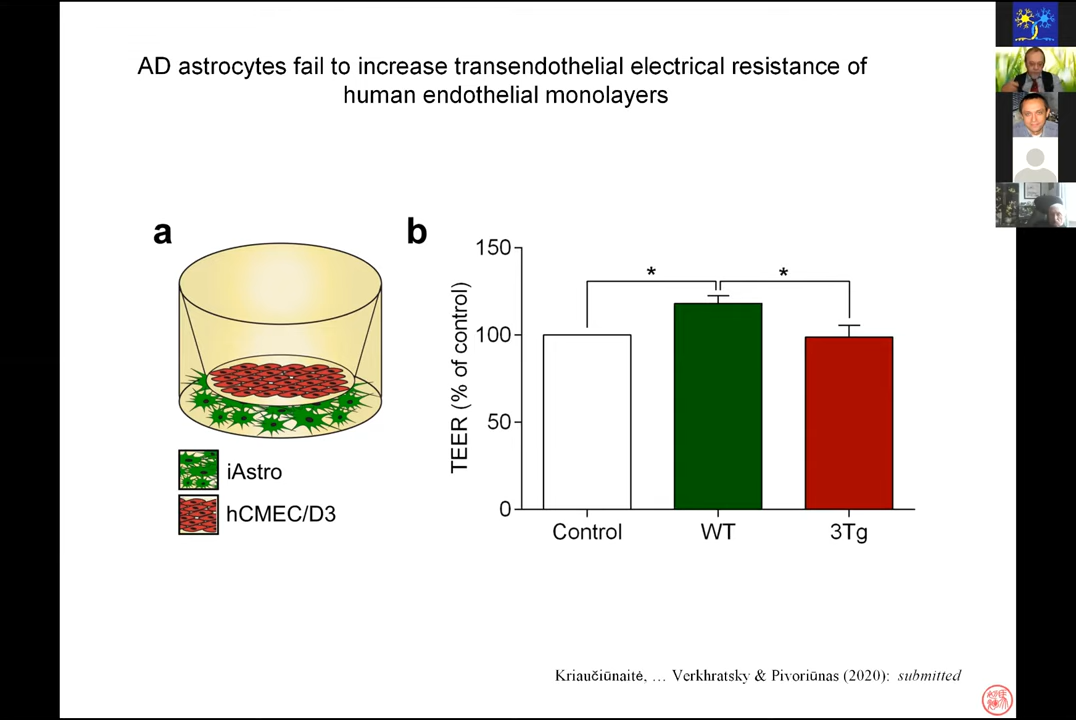 AD astrocytes fail to increase transendothelial electrical resistance of
human endothelial monolayers
a
iAstro
hCMEC/D3
b
TEER (% of control)
150
100
50
0
*
*
Control
WT
3Tg
Kriaučiūnaitė, … Verkhratsky & Pivoriūnas (2020): submitted